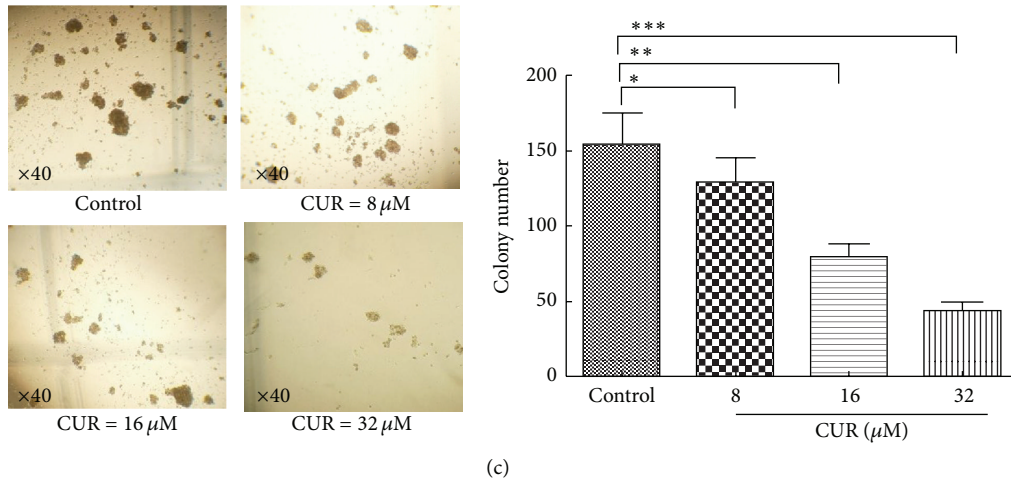 ×40
Control
×40
CUR = 8 μM
×40
CUR = 16 μM
×40
CUR = 32 μM
***
**
*
200
150
100
50
0
Colony number
Control
8
16
32
CUR (μM)
(c)